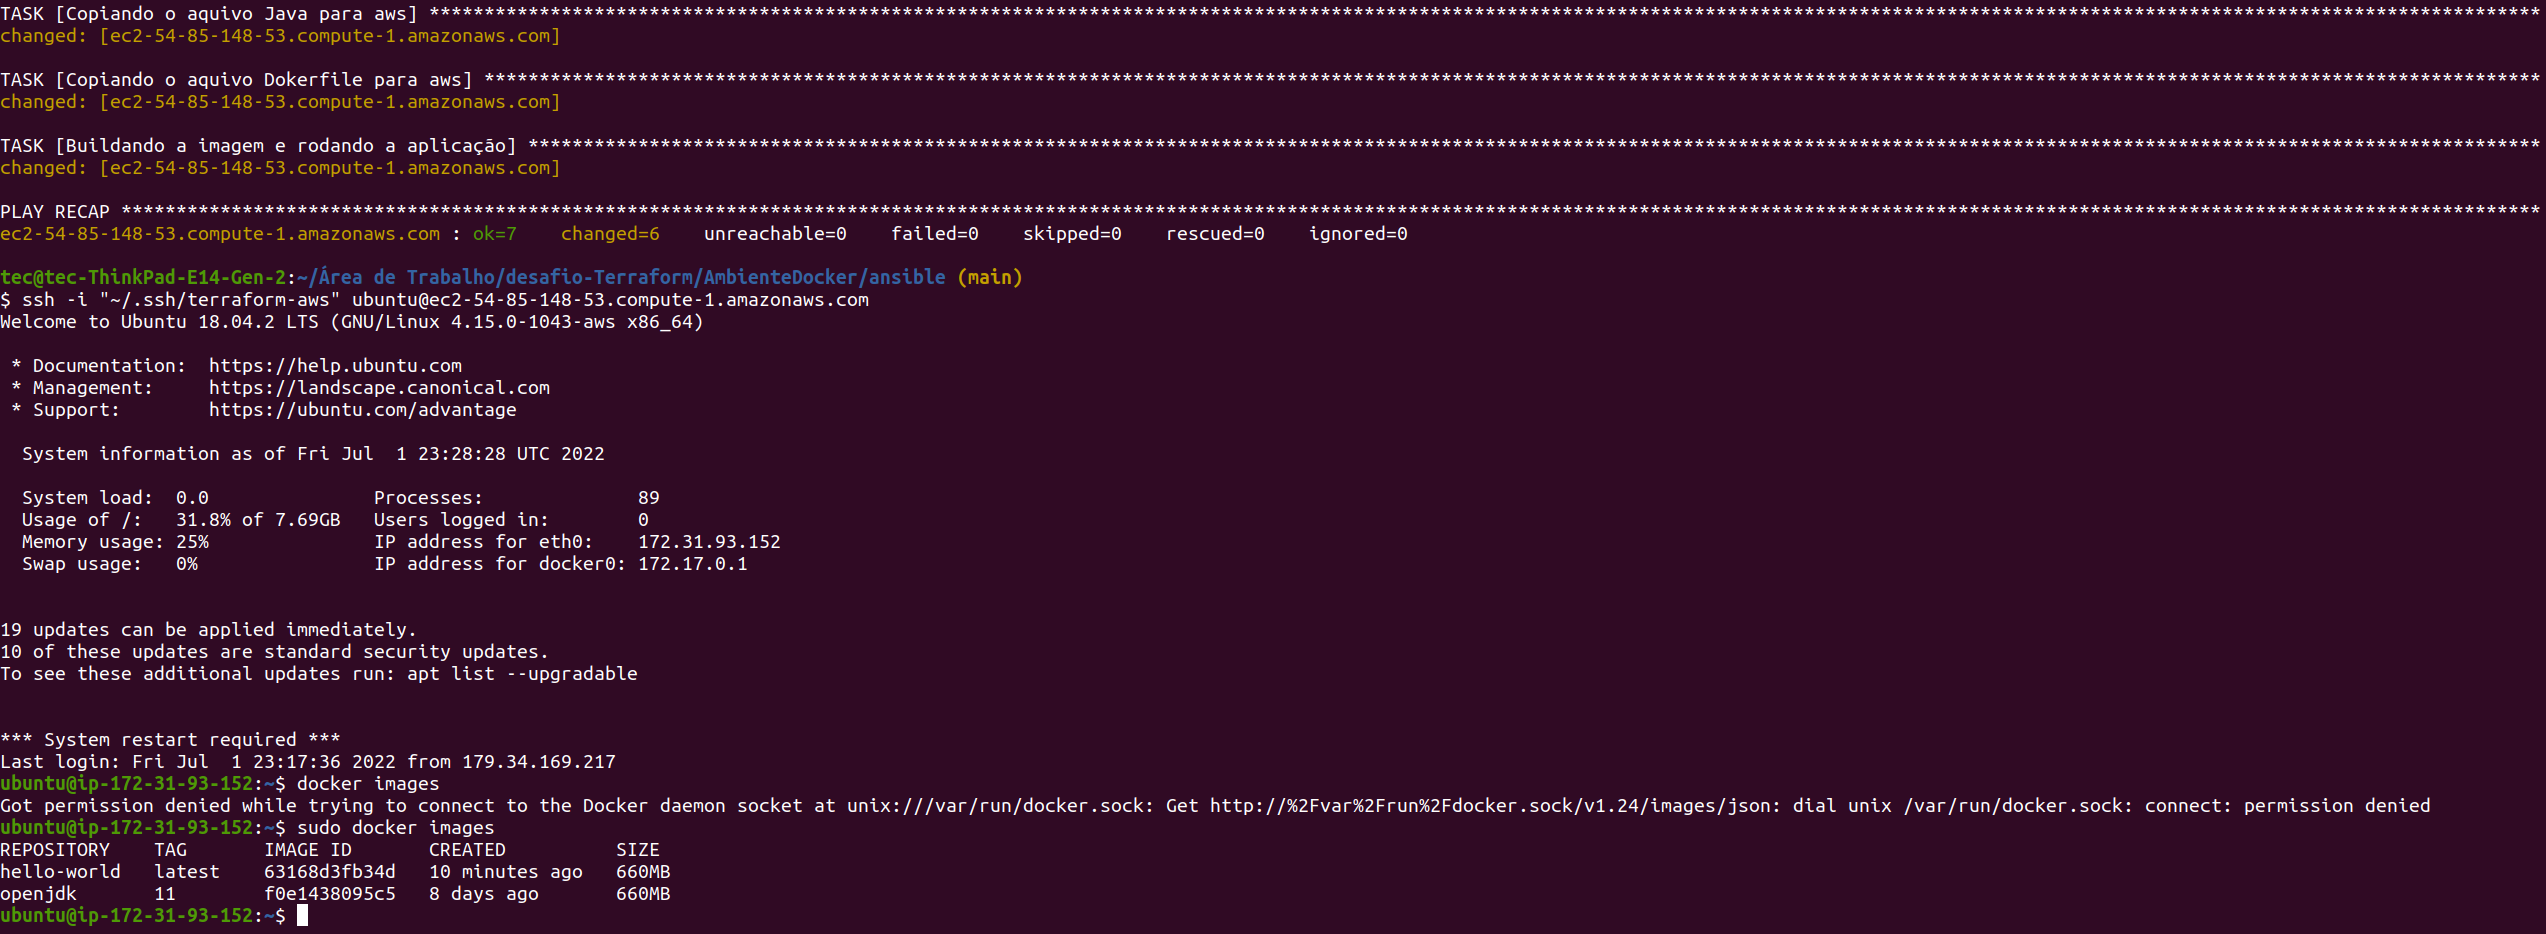 TASK [Copiando o aquivo Java para aws] ************************************************************************************************************************************************************************************************
changed: [ec2-54-85-148-53.compute-1.amazonaws.com]
TASK [Copiando o aquivo Dokerfile para aws] *******************************************************************************************************************************************************************************************
changed: [ec2-54-85-148-53.compute-1.amazonaws.com]
TASK [Buildando a imagem e rodando a aplicação] ***************************************************************************************************************************************************************************************
changed: [ec2-54-85-148-53.compute-1.amazonaws.com]
PLAY RECAP ****************************************************************************************************************************************************************************************************************************
ec2-54-85-148-53.compute-1.amazonaws.com : ok=7    changed=6    unreachable=0    failed=0    skipped=0    rescued=0    ignored=0
tec@tec-ThinkPad-E14-Gen-2:~/Área de Trabalho/desafio-Terraform/AmbienteDocker/ansible (main)
$ ssh -i "~/.ssh/terraform-aws" ubuntu@ec2-54-85-148-53.compute-1.amazonaws.com
Welcome to Ubuntu 18.04.2 LTS (GNU/Linux 4.15.0-1043-aws x86_64)
* Documentation:  https://help.ubuntu.com
* Management:     https://landscape.canonical.com
* Support:        https://ubuntu.com/advantage
System information as of Fri Jul  1 23:28:28 UTC 2022
System load:  0.0               Processes:              89
Usage of /:   31.8% of 7.69GB   Users logged in:        0
Memory usage: 25%               IP address for eth0:    172.31.93.152
Swap usage:   0%                IP address for docker0: 172.17.0.1
19 updates can be applied immediately.
10 of these updates are standard security updates.
To see these additional updates run: apt list --upgradable
*** System restart required ***
Last login: Fri Jul  1 23:17:36 2022 from 179.34.169.217
ubuntu@ip-172-31-93-152:~$ docker images
Got permission denied while trying to connect to the Docker daemon socket at unix:///var/run/docker.sock: Get http://%2Fvar%2Frun%2Fdocker.sock/v1.24/images/json: dial unix /var/run/docker.sock: connect: permission denied
ubuntu@ip-172-31-93-152:~$ sudo docker images
REPOSITORY    TAG       IMAGE ID       CREATED          SIZE
hello-world   latest    63168d3fb34d   10 minutes ago   660MB
openjdk       11        f0e1438095c5   8 days ago       660MB
ubuntu@ip-172-31-93-152:~$